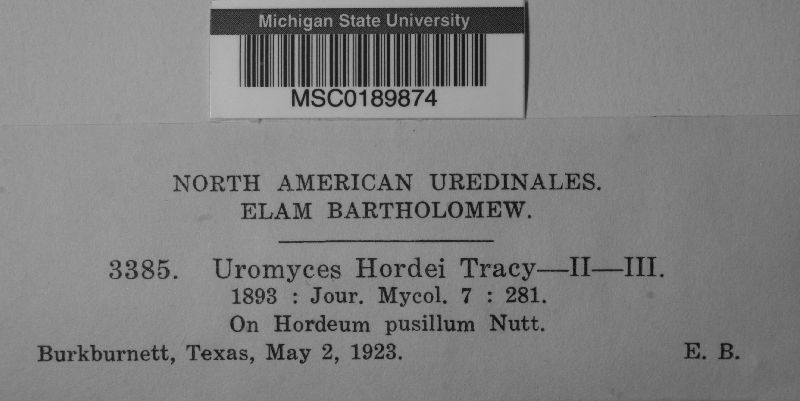 Michigan State University
MSC0189874
NORTH AMERICAN UREDINALES.
ELAM BARTHOLOMEW.
3385. Uromyces Hordei Tracy—II—III.
1893 : Jour. Mycol. 7 : 281.
On Hordeum pusillum Nutt.
Burkburnett, Texas, May 2, 1923. E. B.